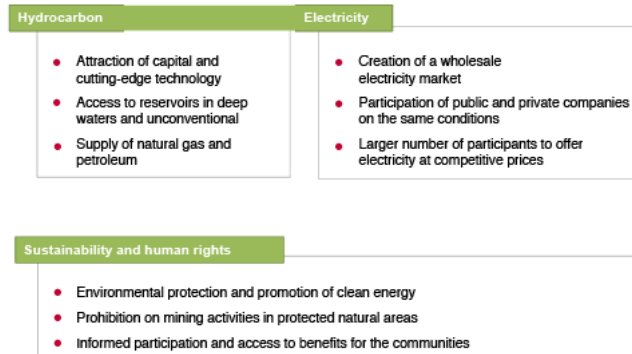 Hydrocarbon
Attraction of capital and
cutting-edge technology
Access to reservoirs in deep
waters and unconventional
Supply of natural gas and
petroleum
Electricity
Creation of a wholesale
electricity market
Participation of public and private companies
on the same conditions
Larger number of participants to offer
electricity at competitive prices
Sustainability and human rights
Environmental protection and promotion of clean energy
Prohibition on mining activities in protected natural areas
Informed participation and access to benefits for the communities